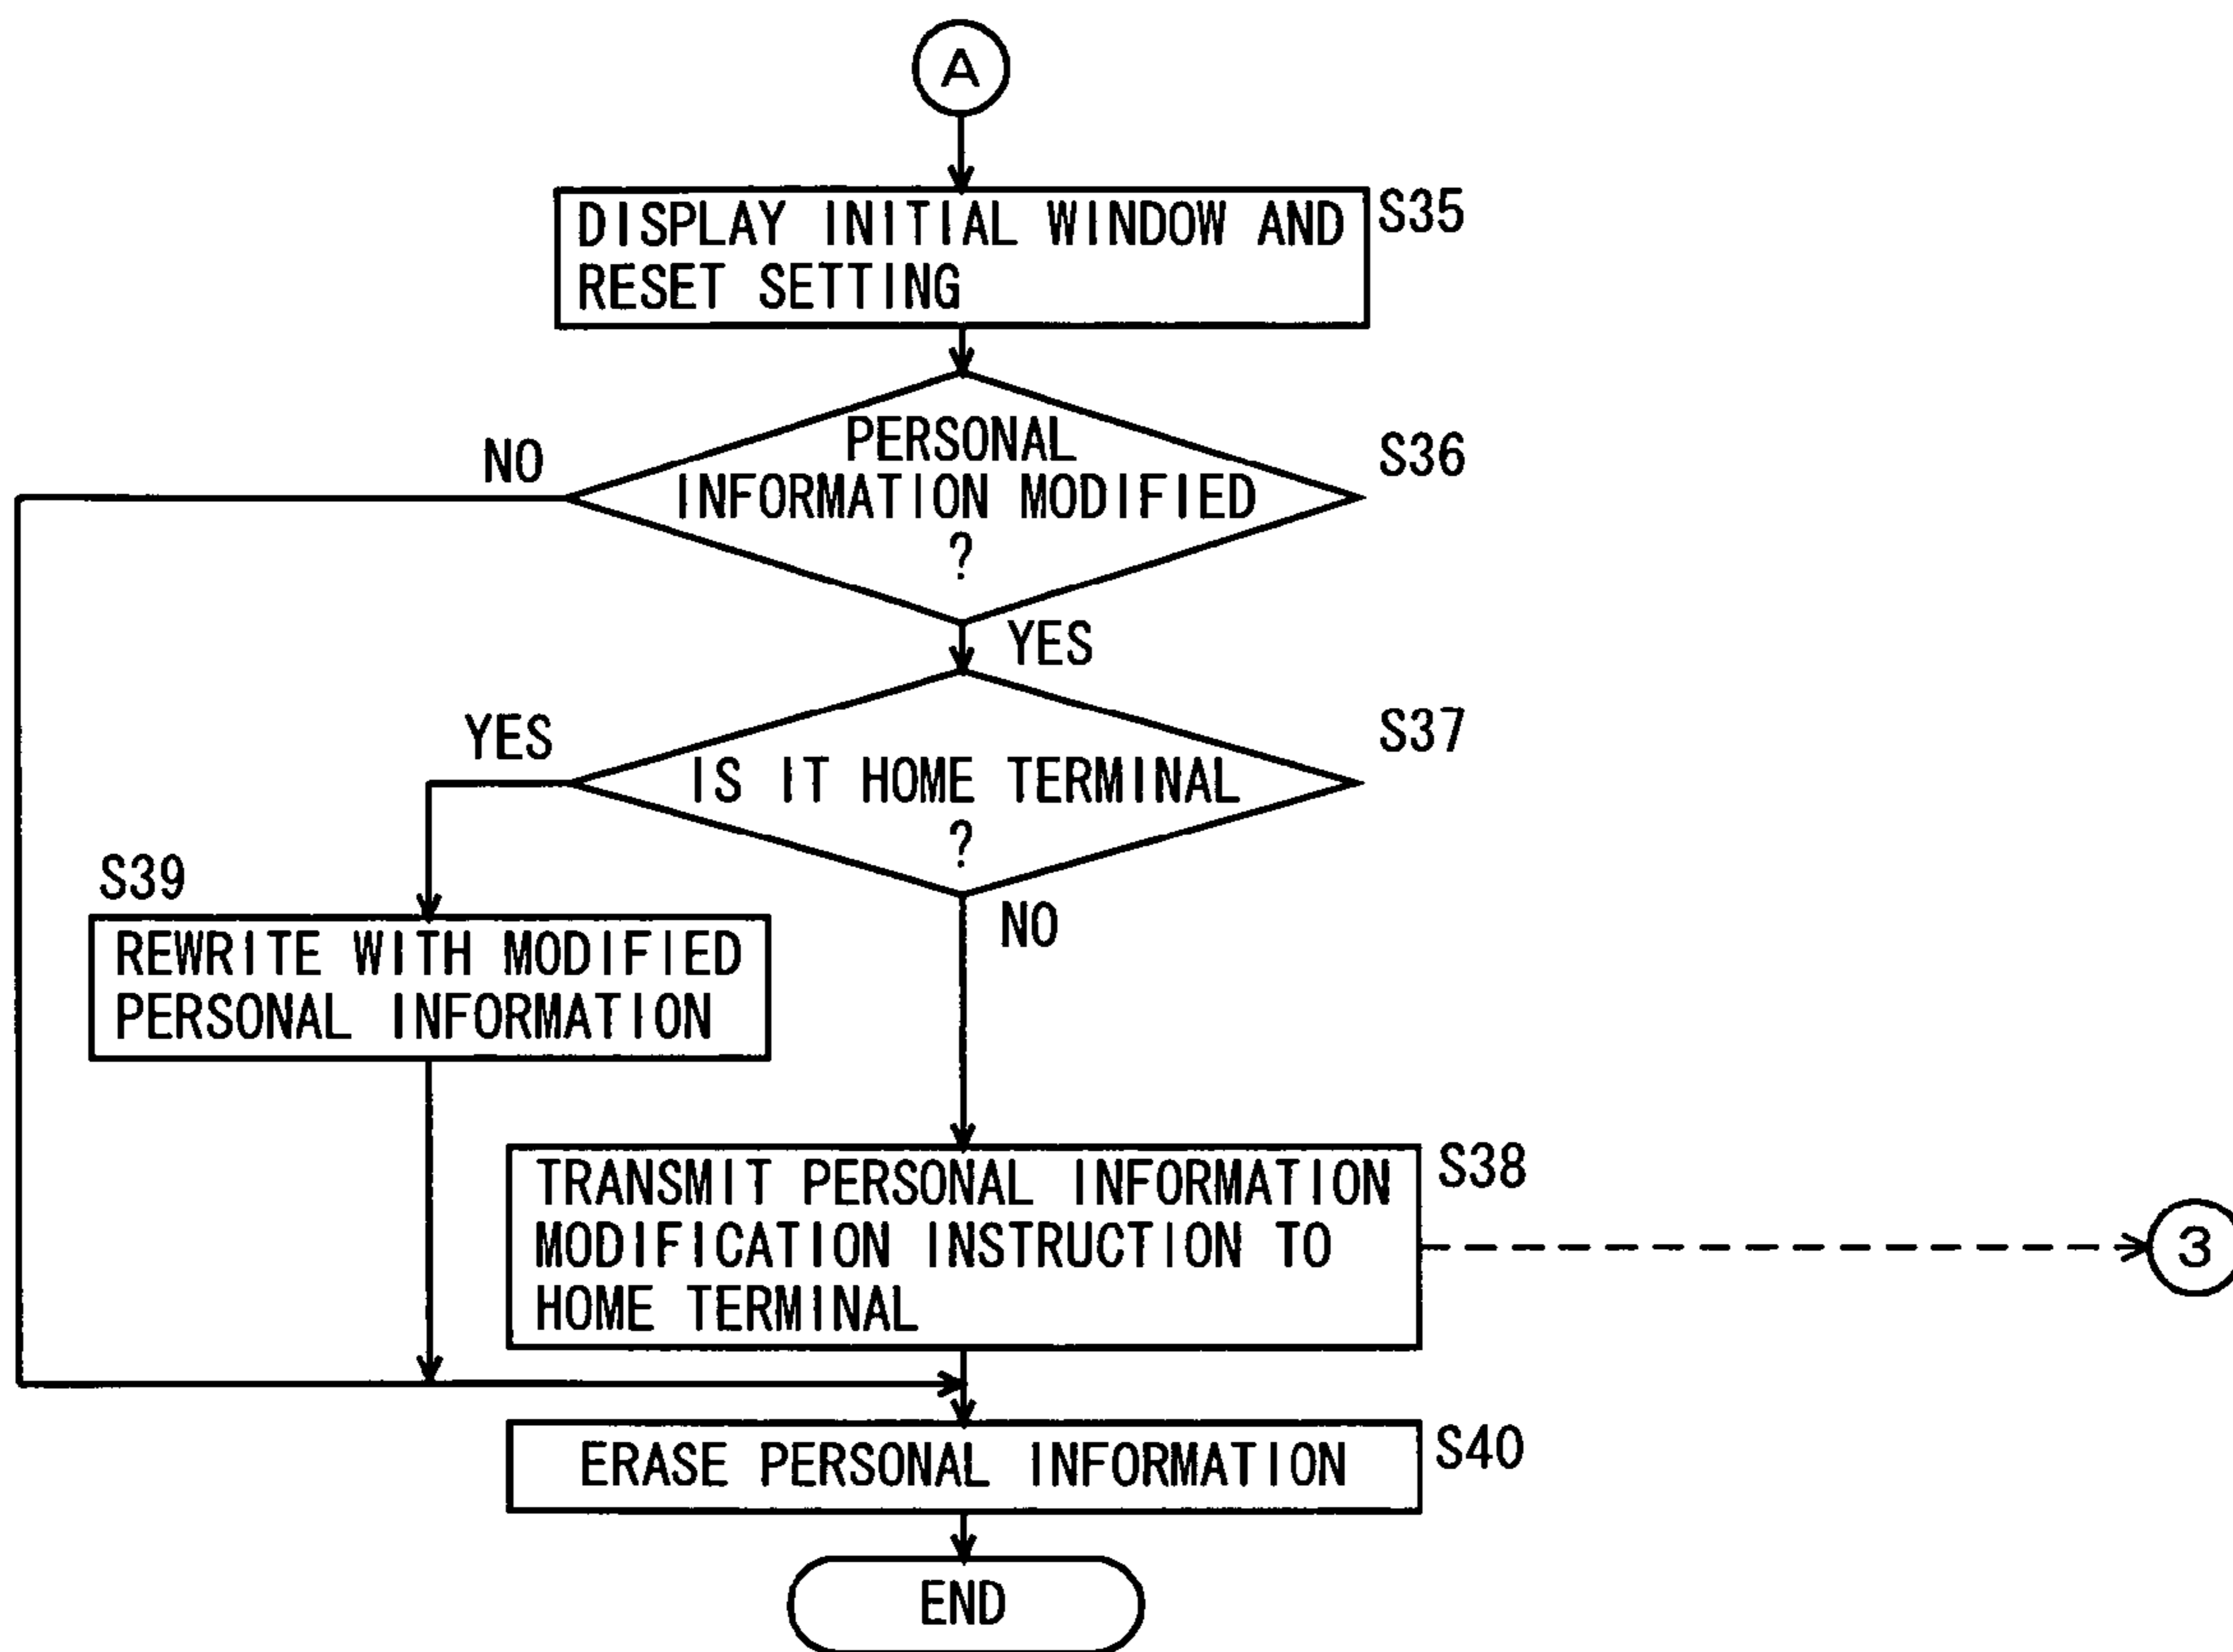 A
DISPLAY INITIAL WINDOW AND
RESET SETTING
S35
PERSONAL
INFORMATION MODIFIED
?
S36
NO
YES
IS IT HOME TERMINAL
?
S37
YES
NO
S39
REWRITE WITH MODIFIED
PERSONAL INFORMATION
TRANSMIT PERSONAL INFORMATION
MODIFICATION INSTRUCTION TO
HOME TERMINAL
S38
3
ERASE PERSONAL INFORMATION
S40
END